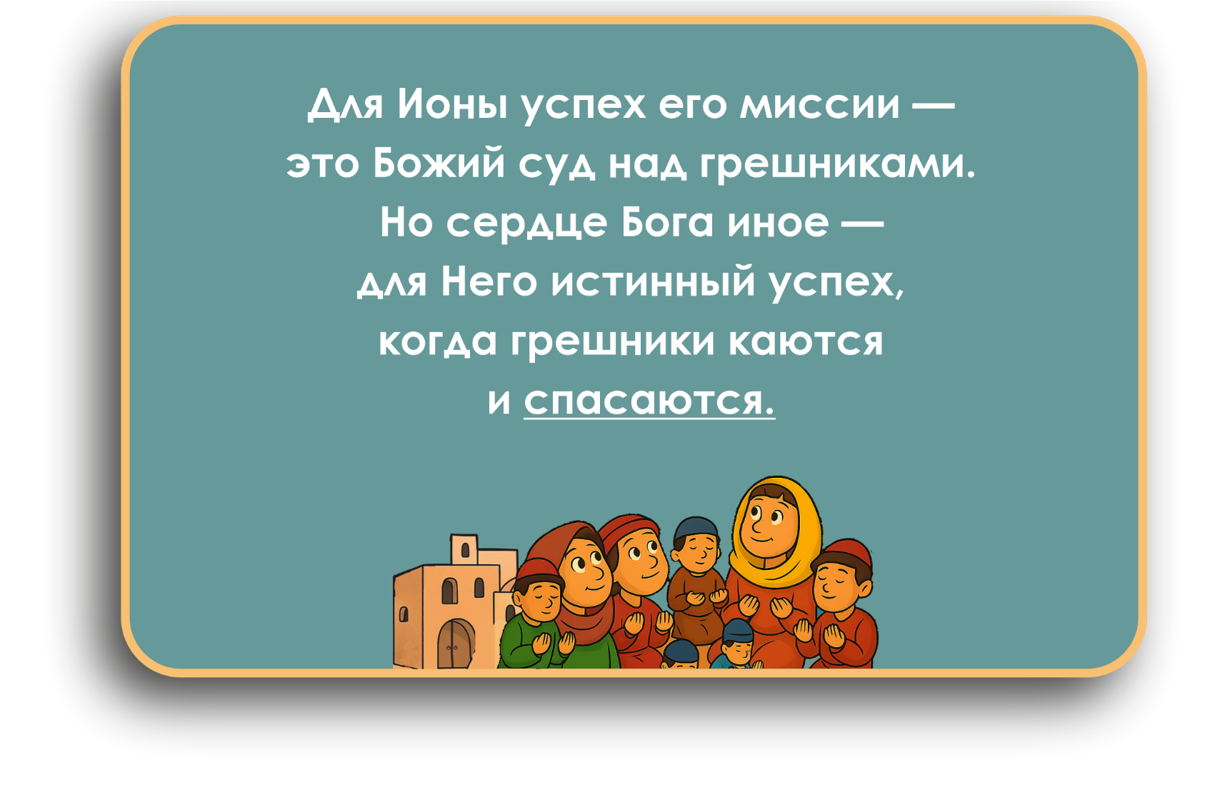 Для Ионы успех его миссии —
это Божий суд над грешниками.
Но сердце Бога иное —
для Него истинный успех,
когда грешники каются
и спасаются.